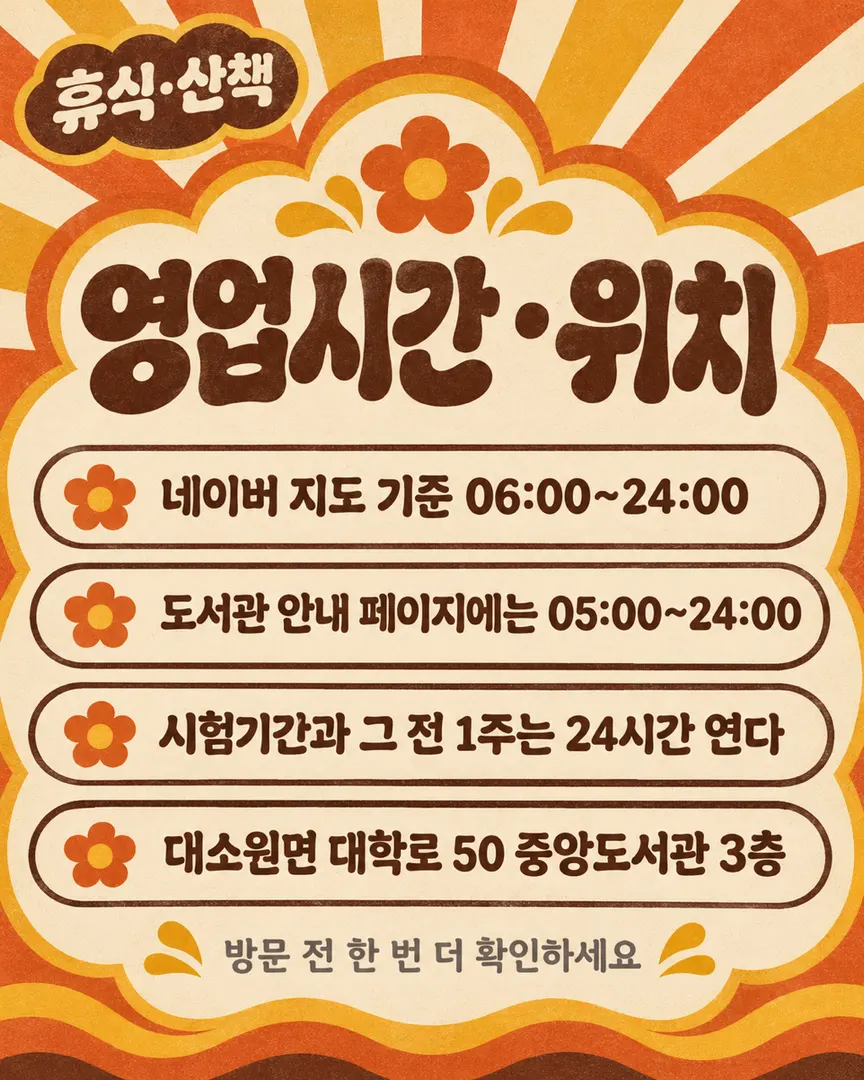 휴식·산책
영업시간·위치
네이버 지도 기준 06:00~24:00
도서관 안내 페이지에는 05:00~24:00
시험기간과 그 전 1주는 24시간 연다
대소원면 대학로 50 중앙도서관 3층
방문 전 한 번 더 확인하세요